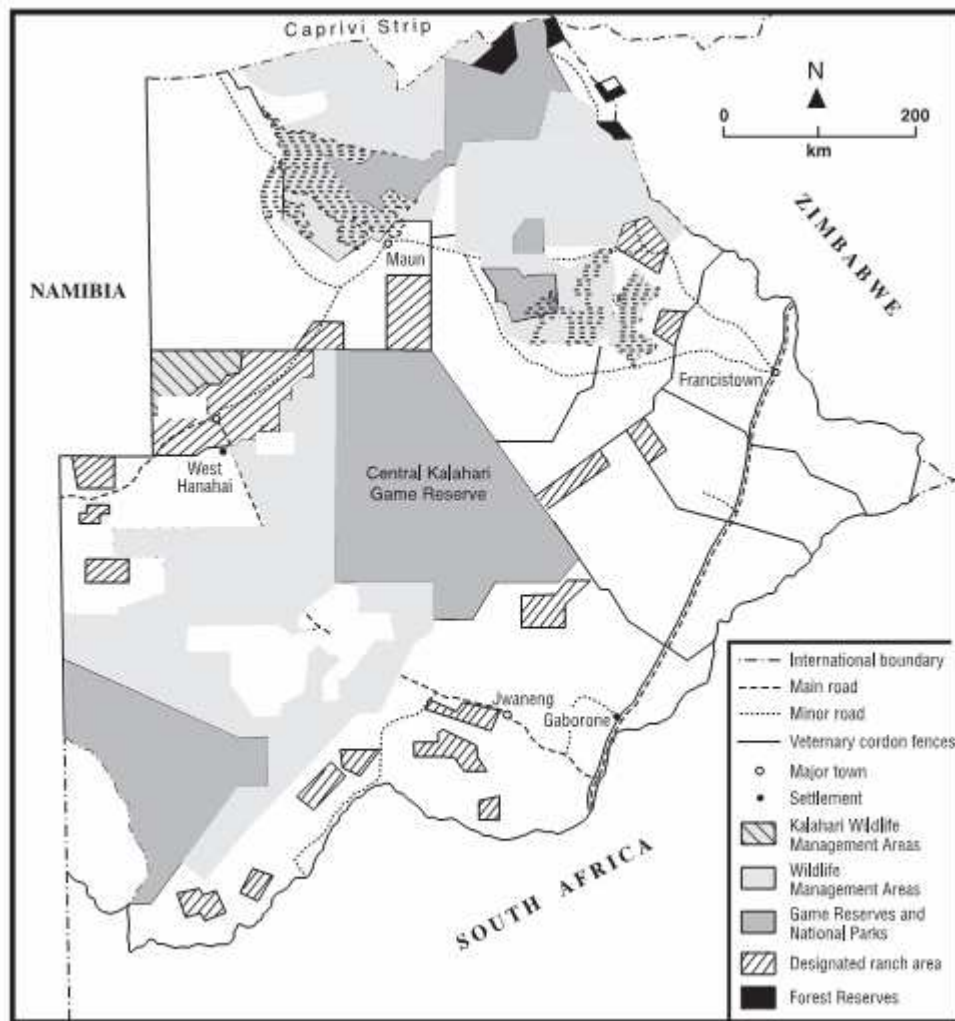 Caprivi Strip
N
0 200
km
ZIMBABWE
NAMIBIA
Maun
Francistown
West
Hanahai
Central Kalahari
Game Reserve
Jwaneng
Gaborone
SOUTH AFRICA
International boundary
Main road
Minor road
Veternary cordon fences
Major town
Settlement
Kalahari Wildlife
Management Areas
Wildlife
Management Areas
Game Reserves and
National Parks
Designated ranch area
Forest Reserves